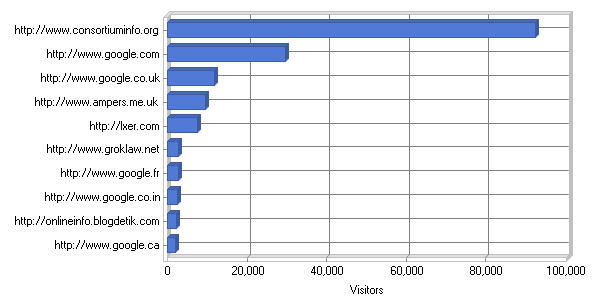 http://www.consortiuminfo.org
http://www.google.com
http://www.google.co.uk
http://www.ampers.me.uk
http://lxer.com
http://www.groklaw.net
http://www.google.fr
http://www.google.co.in
http://onlineinfo.blogdetik.com
http://www.google.ca
0 20,000 40,000 60,000 80,000 100,000
Visitors